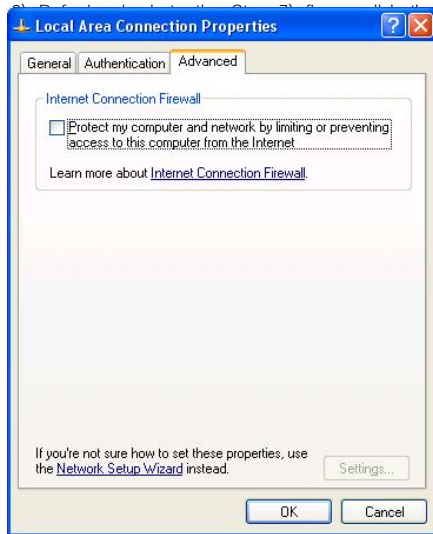 Local Area Connection Properties
General Authentication Advanced
Internet Connection Firewall
Protect my computer and network by limiting or preventing
access to this computer from the Internet
Learn more about Internet Connection Firewall.
If you're not sure how to set these properties, use
the Network Setup Wizard instead.
Settings...
OK Cancel